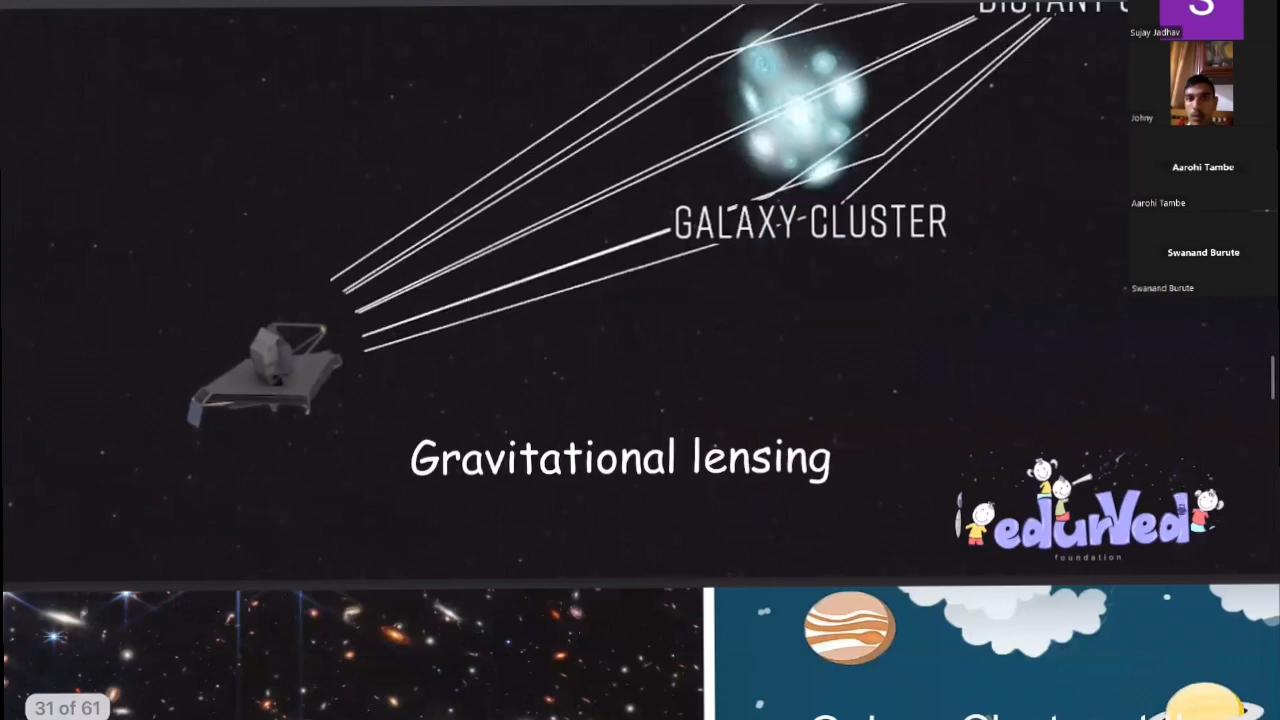 S
Sujay Jadhav
Johny
Aarohi Tambe
Aarohi Tambe
Swanand Burute
Swanand Burute
GALAXY CLUSTER
Gravitational lensing
edurved
foundation
31 of 61